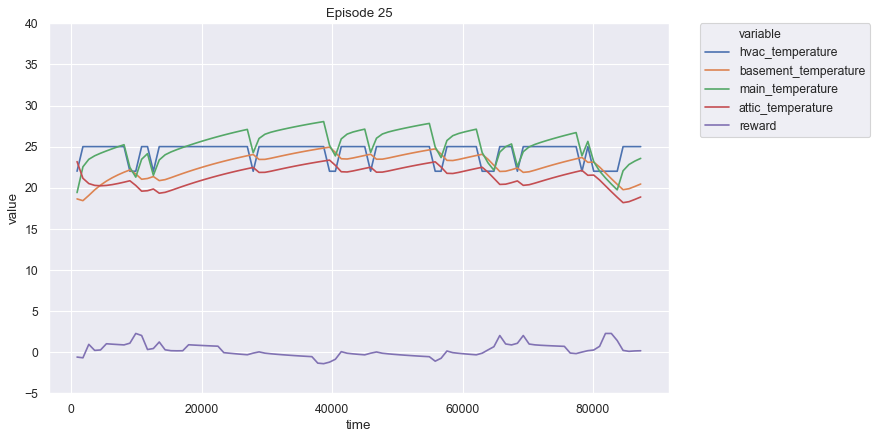 Episode 25
40
35
30
25
20
15
10
5
0
−5
value
0
20000
40000
60000
80000
time
variable
hvac_temperature
basement_temperature
main_temperature
attic_temperature
reward